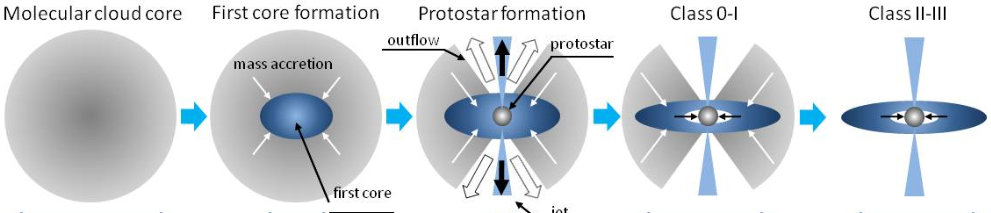 Molecular cloud core
First core formation
Protostar formation
Class 0-I
Class II-III
outflow
protostar
mass accretion
first core
jet